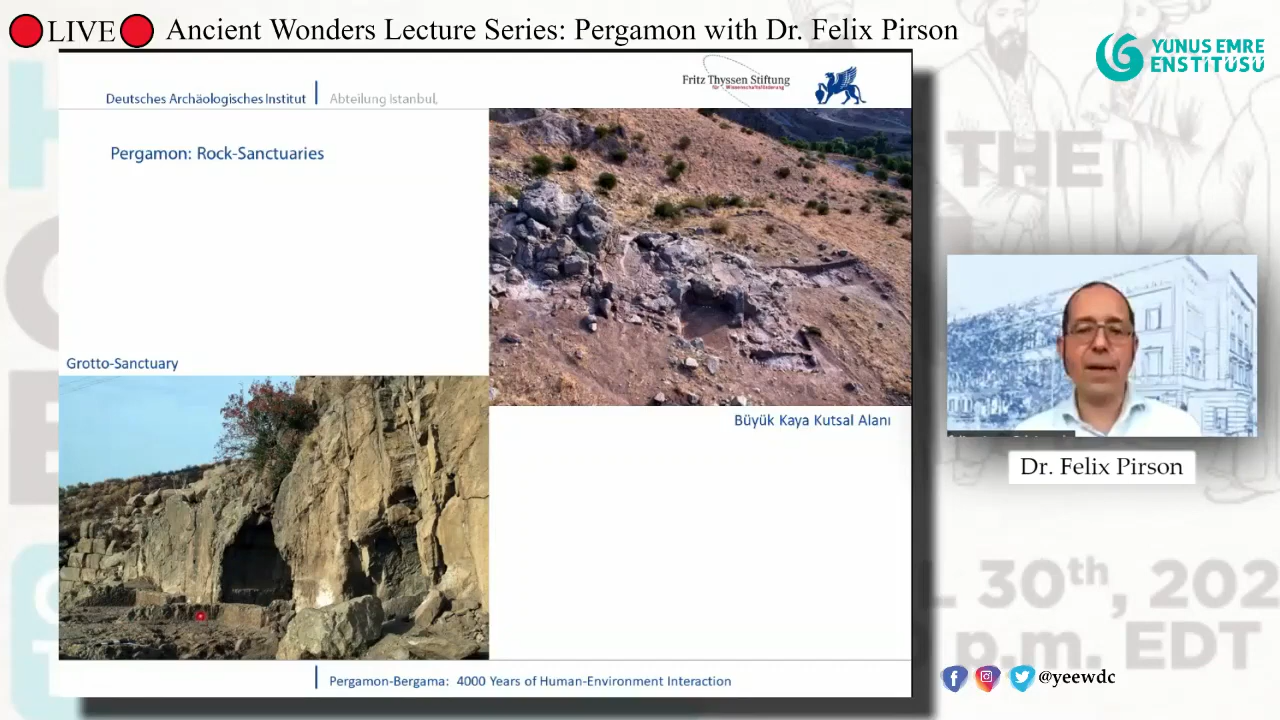 LIVE Ancient Wonders Lecture Series: Pergamon with Dr. Felix Pirson
YUNUS EMRE
ENSTİTÜSÜ
Fritz Thyssen Stiftung
für Wissenschaftsförderung
Deutsches Archäologisches Institut
Abteilung Istanbul,
Pergamon: Rock-Sanctuaries
THE
Grotto-Sanctuary
Büyük Kaya Kutsal Alanı
Dr. Felix Pirson
L 30th, 202
p.m. EDT
Pergamon-Bergama: 4000 Years of Human-Environment Interaction
@yeewdc